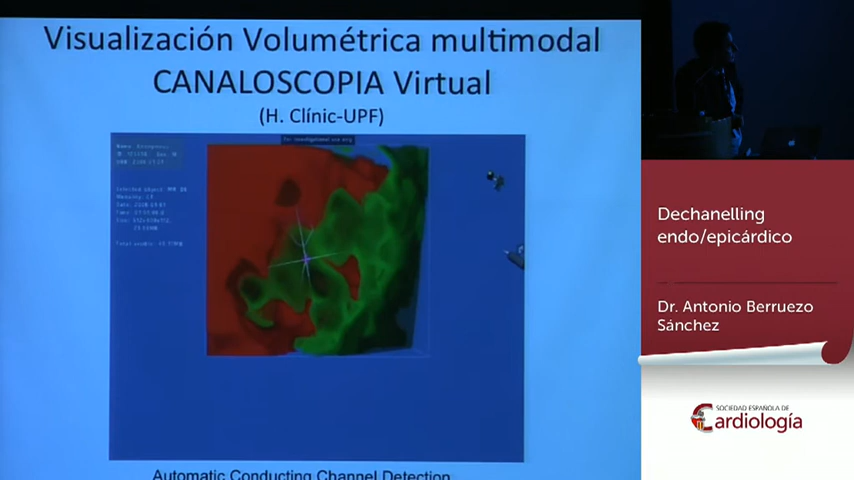 Visualización Volumétrica multimodal
CANALOSCOPIA Virtual
(H. Clínic-UPF)
Automatic Conducting Channel Detection
Dechanelling
endo/epicárdico
Dr. Antonio Berruezo
Sánchez
SOCIEDAD ESPAÑOLA DE
Cardiología